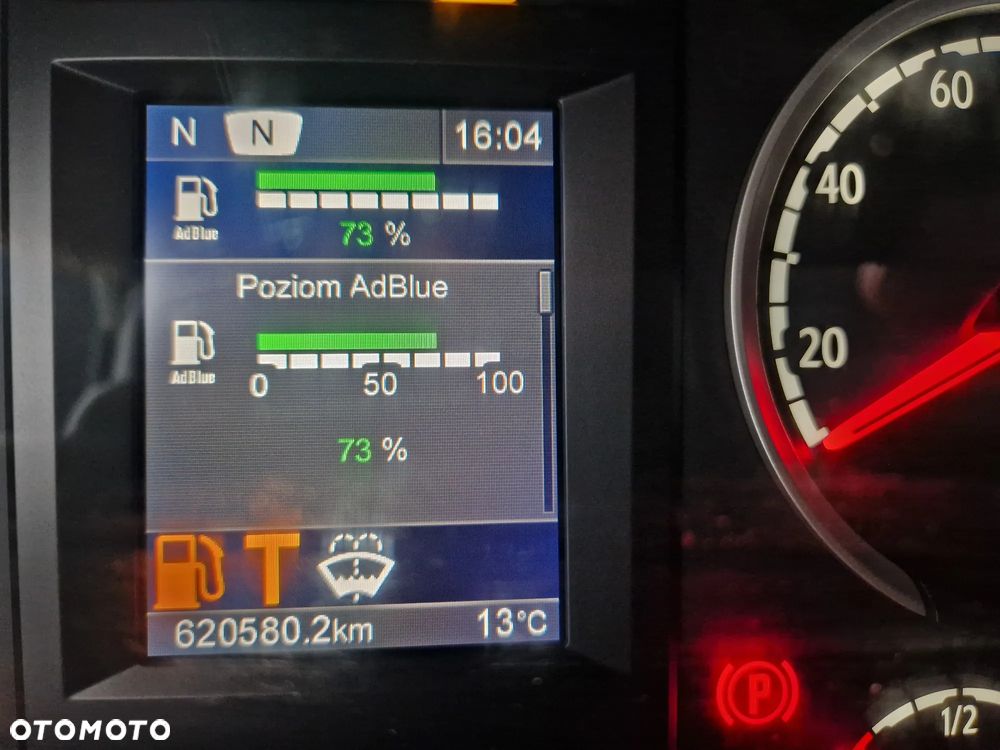 N N 16:04
AdBlue
73 %
Poziom AdBlue
AdBlue
0 50 100
73 %
T
620580.2km 13°C
60
40
20
P
1/2
OTOMOTO